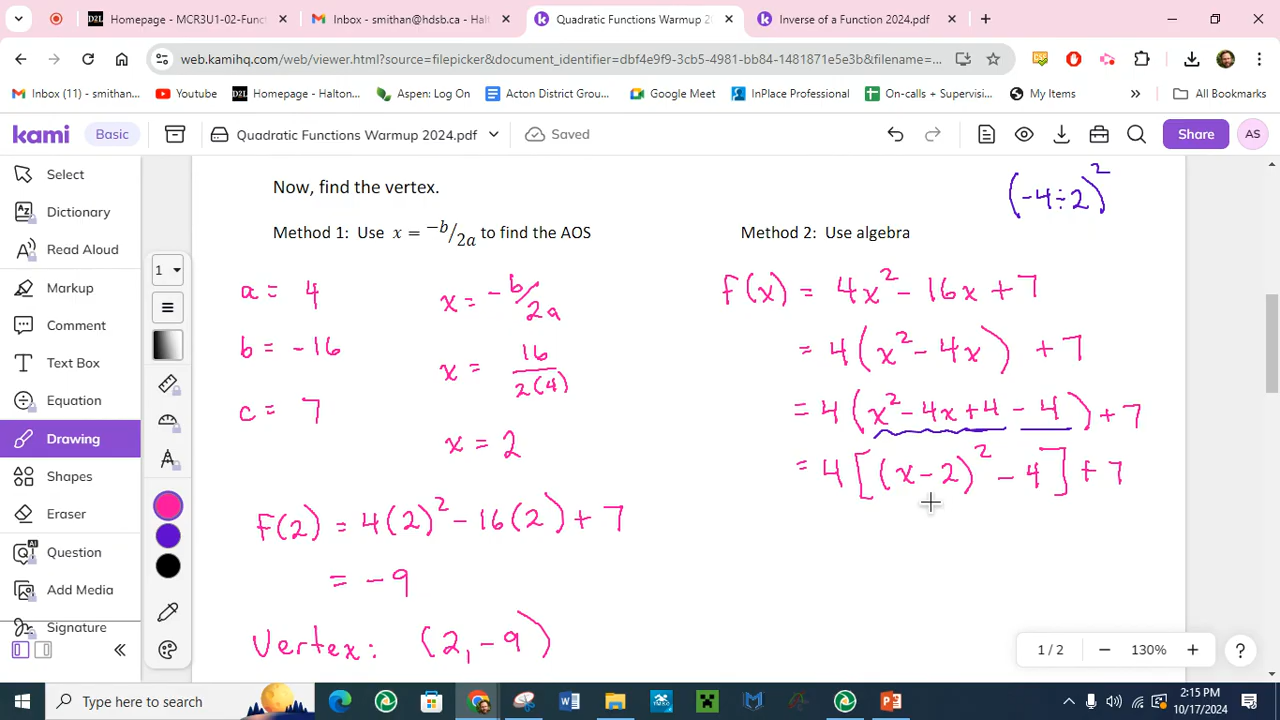 Homepage - MCR3U1-02-Func
Inbox - smithan@hdsb.ca - Halt
Quadratic Functions Warmup 2
Inverse of a Function 2024.pdf
web.kamihq.com/web/viewer.html?source=filepicker&document_identifier=dbf4e9f9-3cb5-4981-bb84-1481871e5e3b&filename=...
Inbox (11) – smithan...
Youtube
Homepage - Halton...
Aspen: Log On
Acton District Grou...
Google Meet
InPlace Professional
On-calls + Supervisi...
My Items
All Bookmarks
kami
Basic
Quadratic Functions Warmup 2024.pdf
Saved
Share
AS
Select
Dictionary
Read Aloud
Markup
Comment
Text Box
Equation
Drawing
Shapes
Eraser
Question
Add Media
Signature
1
Now, find the vertex.
(-4÷2)²
Method 1: Use x = −b/2a to find the AOS
a = 4
b = -16
c = 7
x = -b/2a
x = 16/2(4)
x = 2
F(2) = 4(2)² - 16(2) + 7
= -9
Vertex: (2, -9)
Method 2: Use algebra
f(x) = 4x² - 16x + 7
= 4(x² - 4x) + 7
= 4(x² - 4x + 4 - 4) + 7
= 4[(x - 2)² - 4] + 7
1 / 2
130%
Type here to search
2:15 PM
10/17/2024